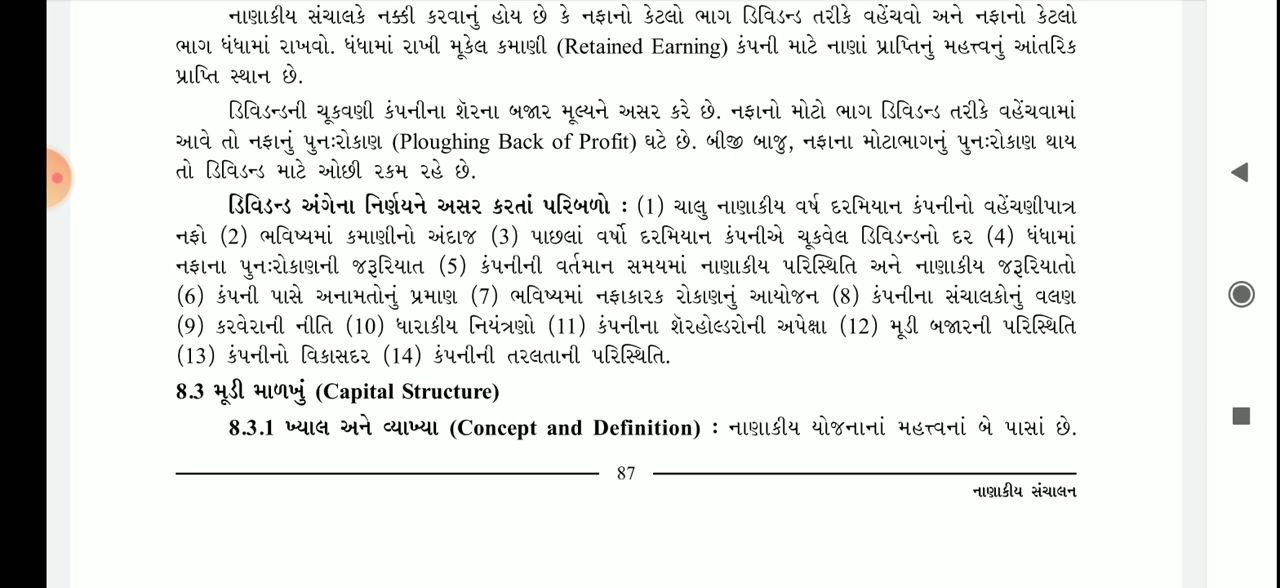 નાણાકીય સંચાલકે નક્કી કરવાનું હોય છે કે નફાનો કેટલો ભાગ ડિવિડન્ડ તરીકે વહેંચવો અને નફાનો કેટલો
ભાગ ધંધામાં રાખવો. ધંધામાં રાખી મૂકેલ કમાણી (Retained Earning) કંપની માટે નાણાં પ્રાપ્તિનું મહત્ત્વનું આંતરિક
પ્રાપ્તિ સ્થાન છે.
ડિવિડન્ડની ચૂકવણી કંપનીના શૅરના બજાર મૂલ્યને અસર કરે છે. નફાનો મોટો ભાગ ડિવિડન્ડ તરીકે વહેંચવામાં
આવે તો નફાનું પુનઃરોકાણ (Ploughing Back of Profit) ઘટે છે. બીજી બાજુ, નફાના મોટાભાગનું પુનઃરોકાણ થાય
તો ડિવિડન્ડ માટે ઓછી રકમ રહે છે.
ડિવિડન્ડ અંગેના નિર્ણયને અસર કરતાં પરિબળો : (1) ચાલુ નાણાકીય વર્ષ દરમિયાન કંપનીનો વહેંચણીપાત્ર
નફો (2) ભવિષ્યમાં કમાણીનો અંદાજ (3) પાછલાં વર્ષો દરમિયાન કંપનીએ ચૂકવેલ ડિવિડન્ડનો દર (4) ધંધામાં
નફાના પુનઃરોકાણની જરૂરિયાત (5) કંપનીની વર્તમાન સમયમાં નાણાકીય પરિસ્થિતિ અને નાણાકીય જરૂરિયાતો
(6) કંપની પાસે અનામતોનું પ્રમાણ (7) ભવિષ્યમાં નફાકારક રોકાણનું આયોજન (8) કંપનીના સંચાલકોનું વલણ
(9) કરવેરાની નીતિ (10) ધારાકીય નિયંત્રણો (11) કંપનીના શૅરહોલ્ડરોની અપેક્ષા (12) મૂડી બજારની પરિસ્થિતિ
(13) કંપનીનો વિકાસદર (14) કંપનીની તરલતાની પરિસ્થિતિ.
8.3 મૂડી માળખું (Capital Structure)
8.3.1 ખ્યાલ અને વ્યાખ્યા (Concept and Definition) : નાણાકીય યોજનાનાં મહત્ત્વનાં બે પાસાં છે.
87
નાણાકીય સંચાલન